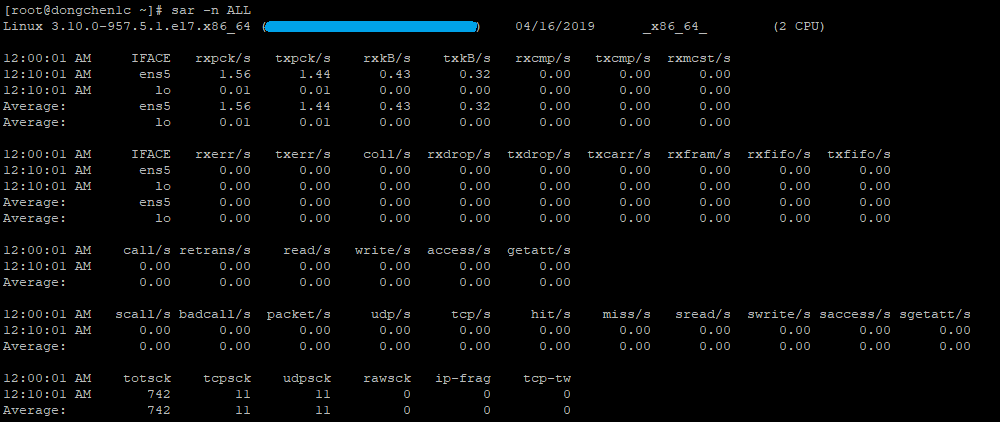 [root@dongchen1c ~]# sar -n ALL
Linux 3.10.0-957.5.1.el7.x86_64 ( ) 04/16/2019 _x86_64_ (2 CPU)
12:00:01 AM IFACE rxpck/s txpck/s rxkB/s txkB/s rxcmp/s txcmp/s rxmcst/s
12:10:01 AM ens5 1.56 1.44 0.43 0.32 0.00 0.00 0.00
12:10:01 AM lo 0.01 0.01 0.00 0.00 0.00 0.00 0.00
Average: ens5 1.56 1.44 0.43 0.32 0.00 0.00 0.00
Average: lo 0.01 0.01 0.00 0.00 0.00 0.00 0.00
12:00:01 AM IFACE rxerr/s txerr/s coll/s rxdrop/s txdrop/s txcarr/s rxfram/s rxfifo/s txfifo/s
12:10:01 AM ens5 0.00 0.00 0.00 0.00 0.00 0.00 0.00 0.00 0.00
12:10:01 AM lo 0.00 0.00 0.00 0.00 0.00 0.00 0.00 0.00 0.00
Average: ens5 0.00 0.00 0.00 0.00 0.00 0.00 0.00 0.00 0.00
Average: lo 0.00 0.00 0.00 0.00 0.00 0.00 0.00 0.00 0.00
12:00:01 AM call/s retrans/s read/s write/s access/s getatt/s
12:10:01 AM 0.00 0.00 0.00 0.00 0.00 0.00
Average: 0.00 0.00 0.00 0.00 0.00 0.00
12:00:01 AM scall/s badcall/s packet/s udp/s tcp/s hit/s miss/s sread/s swrite/s saccess/s sgetatt/s
12:10:01 AM 0.00 0.00 0.00 0.00 0.00 0.00 0.00 0.00 0.00 0.00 0.00
Average: 0.00 0.00 0.00 0.00 0.00 0.00 0.00 0.00 0.00 0.00 0.00
12:00:01 AM totsck tcpsck udpsck rawsck ip-frag tcp-tw
12:10:01 AM 742 11 11 0 0 0
Average: 742 11 11 0 0 0